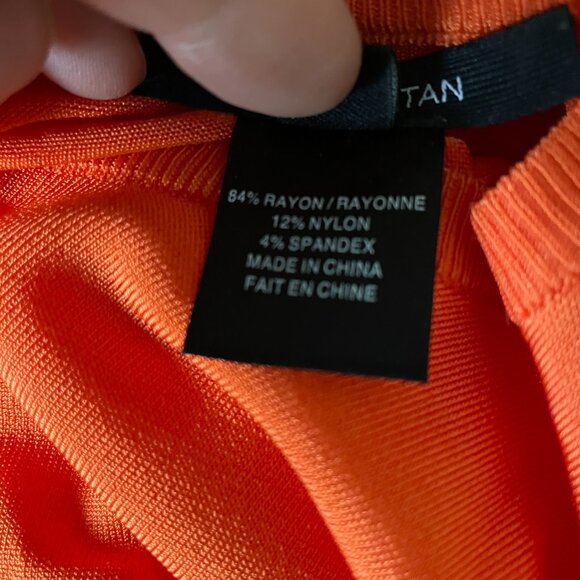 TAN
84% RAYON / RAYONNE
12% NYLON
4% SPANDEX
MADE IN CHINA
FAIT EN CHINE